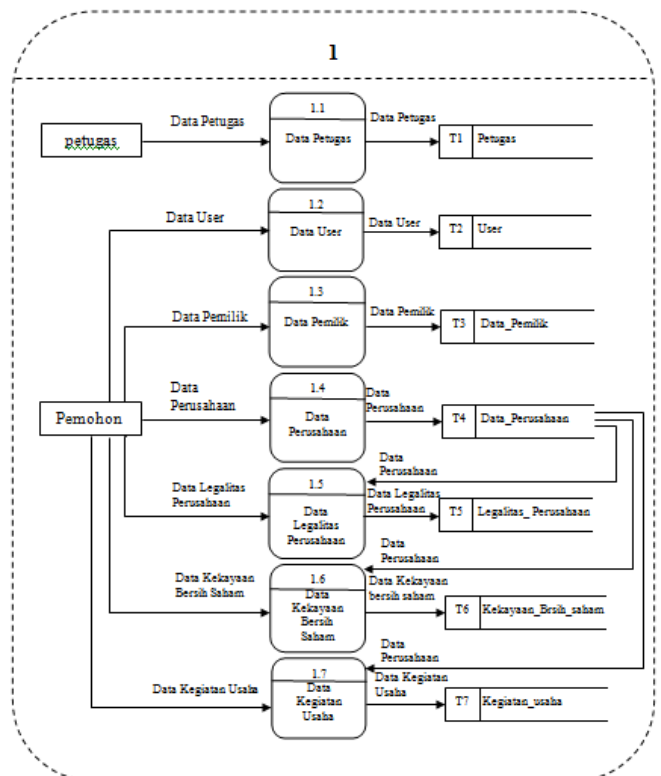 1
1.1
Data Petugas
Data Petugas
Data Petugas
petugas
T1 Petugas
1.2
Data User
Data User
Data User
T2 User
1.3
Data Pemilik
Data Pemilik
Data Pemilik
T3 Data_Pemilik
1.4
Data
Perusahaan
Data
Perusahaan
Data
Perusahaan
Pemohon
T4 Data_Perusahaan
Data
Perusahaan
1.5
Data Legalitas
Perusahaan
Data
Legalitas
Perusahaan
Data Legalitas
Perusahaan
T5 Legalitas_ Perusahaan
Data
Perusahaan
1.6
Data Kekayaan
Bersih Saham
Data
Kekayaan
Bersih
Saham
Data Kekayaan
bersih saham
T6 Kekayaan_Brsih_saham
Data
Perusahaan
1.7
Data Kegiatan Usaha
Data
Kegiatan
Usaha
Data Kegiatan
Usaha
T7 Kegiatan_usaha